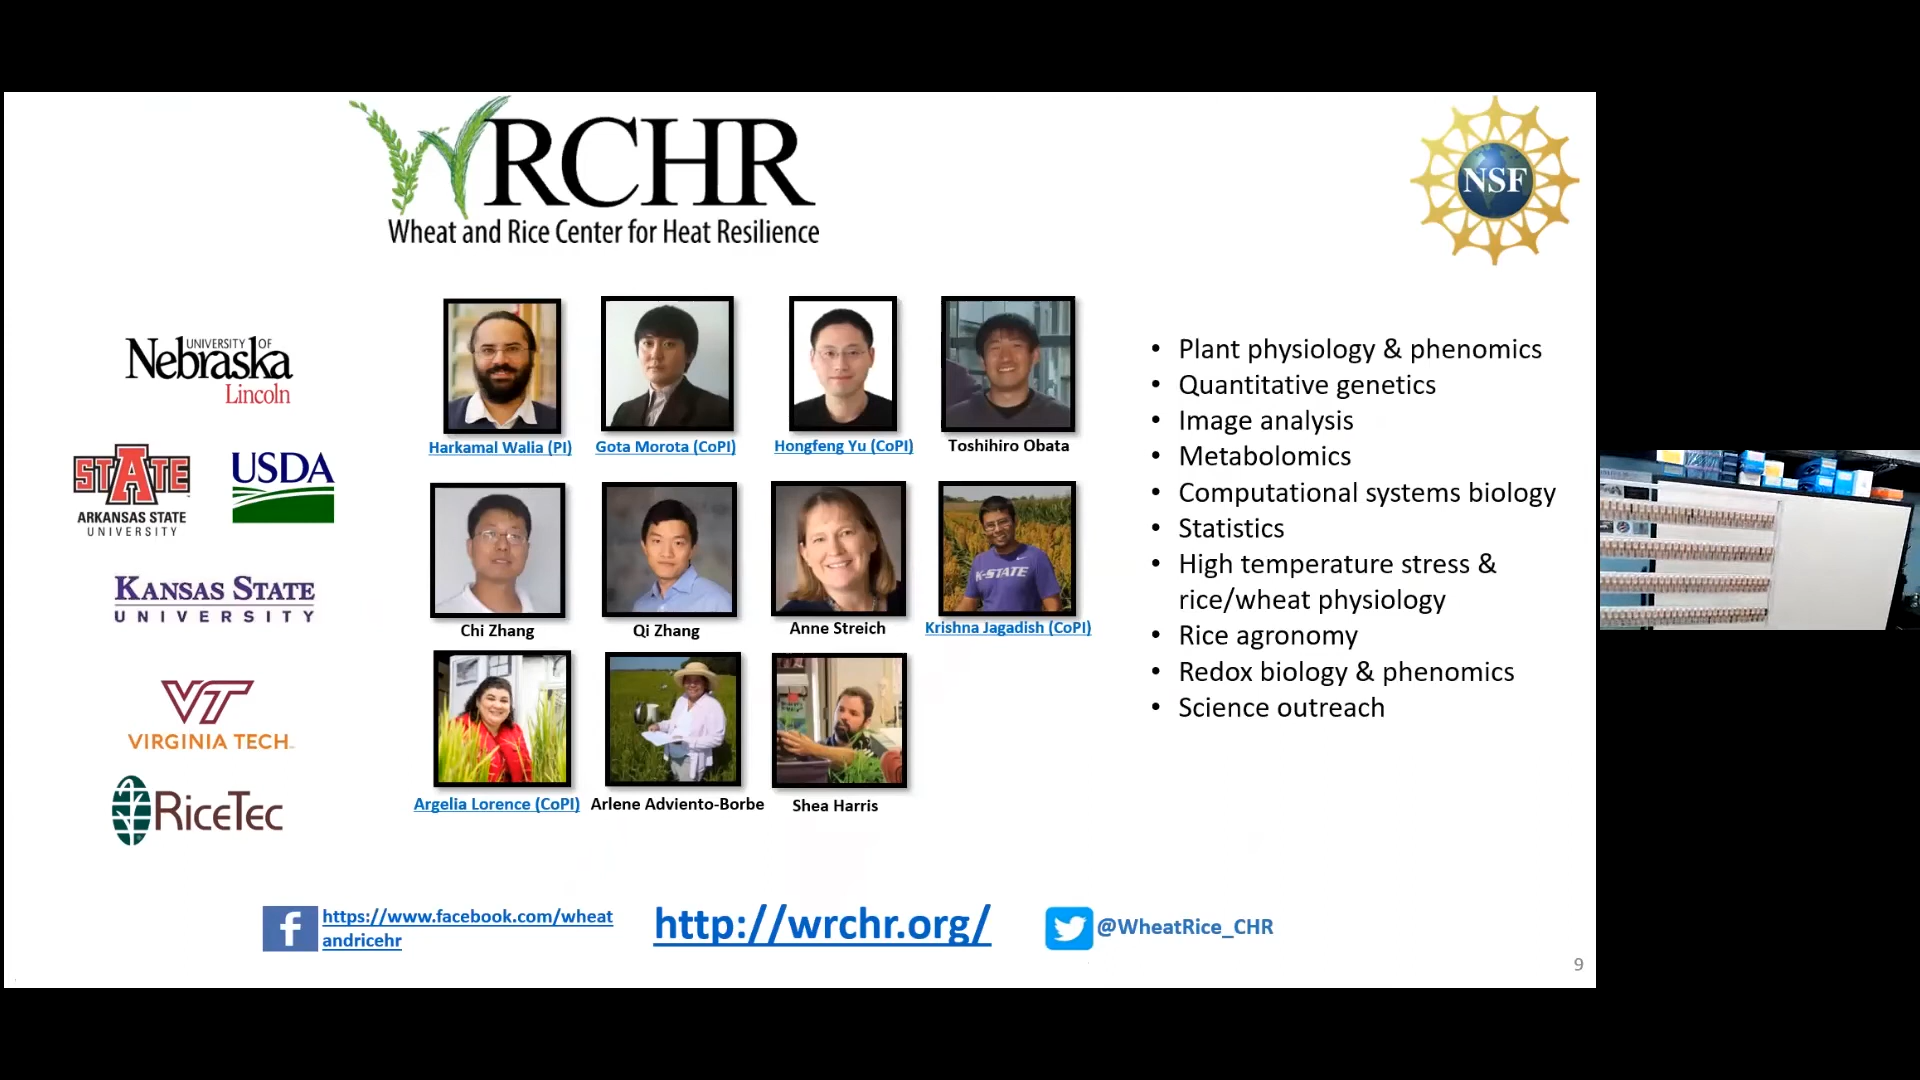 WRCHR
Wheat and Rice Center for Heat Resilience
NSF
UNIVERSITY OF
Nebraska
Lincoln
STATE
ARKANSAS STATE
UNIVERSITY
USDA
KANSAS STATE
UNIVERSITY
VT
VIRGINIA TECH
RiceTec
Harkamal Walia (PI)
Gota Morota (CoPI)
Hongfeng Yu (CoPI)
Toshihiro Obata
K-STATE
Chi Zhang
Qi Zhang
Anne Streich
Krishna Jagadish (CoPI)
Argelia Lorence (CoPI)
Arlene Adviento-Borbe
Shea Harris
• Plant physiology & phenomics
• Quantitative genetics
• Image analysis
• Metabolomics
• Computational systems biology
• Statistics
• High temperature stress &
rice/wheat physiology
• Rice agronomy
• Redox biology & phenomics
• Science outreach
f
https://www.facebook.com/wheat
andricehr
http://wrchr.org/
@WheatRice_CHR
9